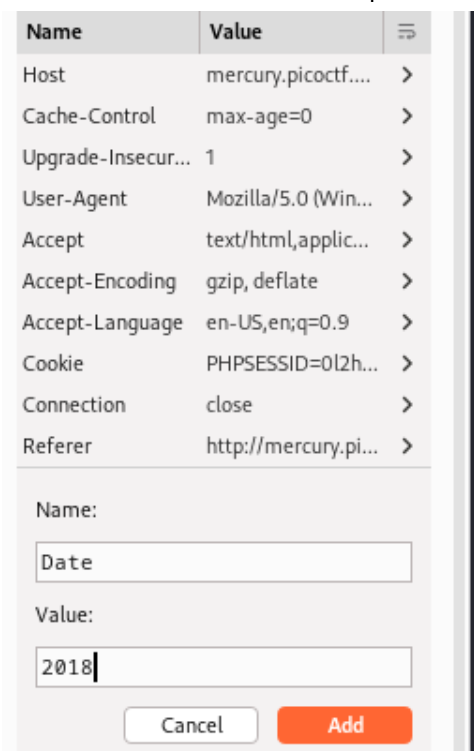 Name Value
Host mercury.picoctf....
Cache-Control max-age=0
Upgrade-Insecur... 1
User-Agent Mozilla/5.0 (Win...
Accept text/html,applic...
Accept-Encoding gzip, deflate
Accept-Language en-US,en;q=0.9
Cookie PHPSESSID=0l2h...
Connection close
Referer http://mercury.pi...
Name:
Date
Value:
2018
Cancel Add